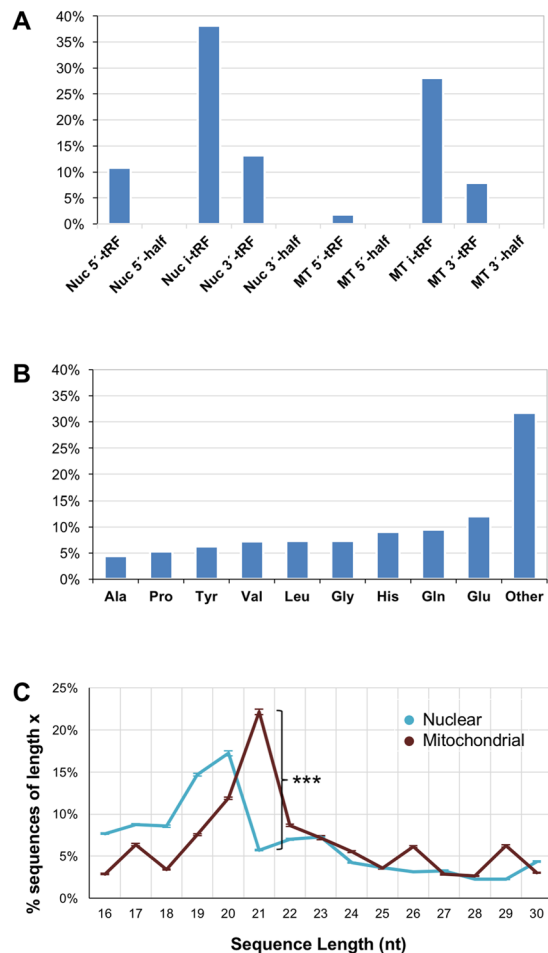 A
40%
35%
30%
25%
20%
15%
10%
5%
0%
Nuc 5´-tRF
Nuc 5´-half
Nuc i-tRF
Nuc 3´-tRF
Nuc 3´-half
MT 5´-tRF
MT 5´-half
MT i-tRF
MT 3´-tRF
MT 3´-half
B
40%
35%
30%
25%
20%
15%
10%
5%
0%
Ala Pro Tyr Val Leu Gly His Gln Glu Other
C
25%
20%
15%
10%
5%
0%
% sequences of length x
Nuclear
Mitochondrial
***
16 17 18 19 20 21 22 23 24 25 26 27 28 29 30
Sequence Length (nt)